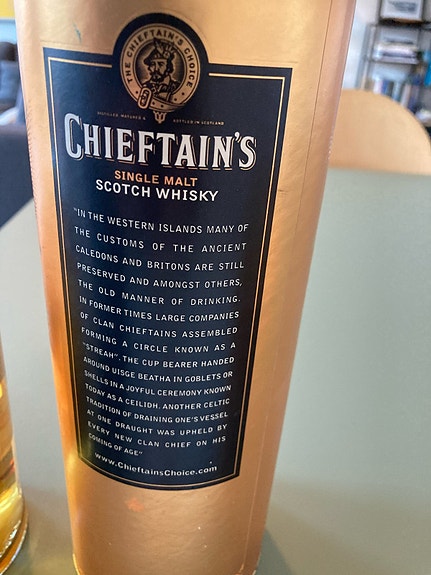 THE CHIEFTAIN'S CHOICE
DISTILLED, MATURED & BOTTLED IN SCOTLAND
CHIEFTAIN'S
SINGLE MALT
SCOTCH WHISKY
"IN THE WESTERN ISLANDS MANY OF
THE CUSTOMS OF THE ANCIENT
CALEDONS AND BRITONS ARE STILL
PRESERVED AND AMONGST OTHERS,
THE OLD MANNER OF DRINKING.
IN FORMER TIMES LARGE COMPANIES
OF CLAN CHIEFTAINS ASSEMBLED
FORMING A CIRCLE KNOWN AS A
"STREAH". THE CUP BEARER HANDED
AROUND UISGE BEATHA IN GOBLETS OR
SHELLS IN A JOYFUL CEREMONY KNOWN
TODAY AS A CEILIDH. ANOTHER CELTIC
TRADITION OF DRAINING ONE'S VESSEL
AT ONE DRAUGHT WAS UPHELD BY
EVERY NEW CLAN CHIEF ON HIS
COMING OF AGE"
www.ChieftainsChoice.com